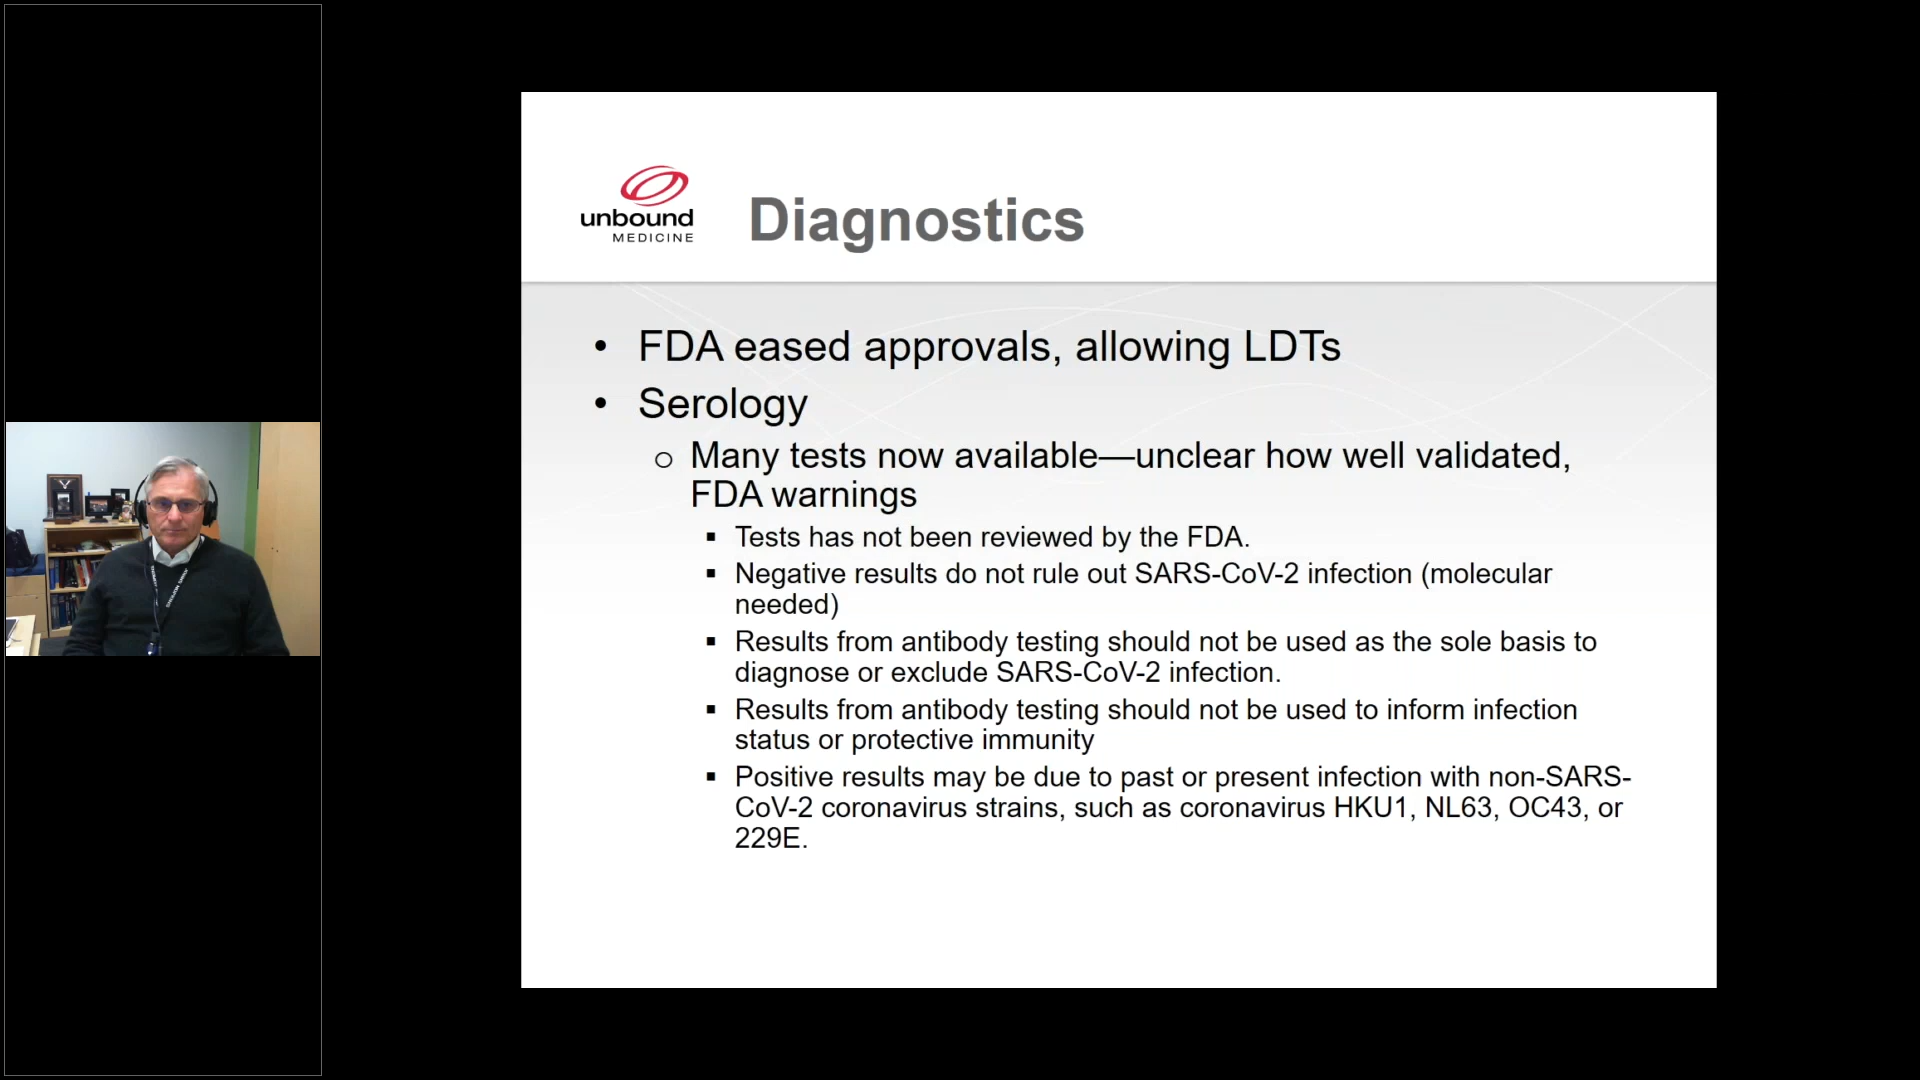 unbound
MEDICINE
Diagnostics
• FDA eased approvals, allowing LDTs
• Serology
o Many tests now available—unclear how well validated,
FDA warnings
▪ Tests has not been reviewed by the FDA.
▪ Negative results do not rule out SARS-CoV-2 infection (molecular
needed)
▪ Results from antibody testing should not be used as the sole basis to
diagnose or exclude SARS-CoV-2 infection.
▪ Results from antibody testing should not be used to inform infection
status or protective immunity
▪ Positive results may be due to past or present infection with non-SARS-
CoV-2 coronavirus strains, such as coronavirus HKU1, NL63, OC43, or
229E.